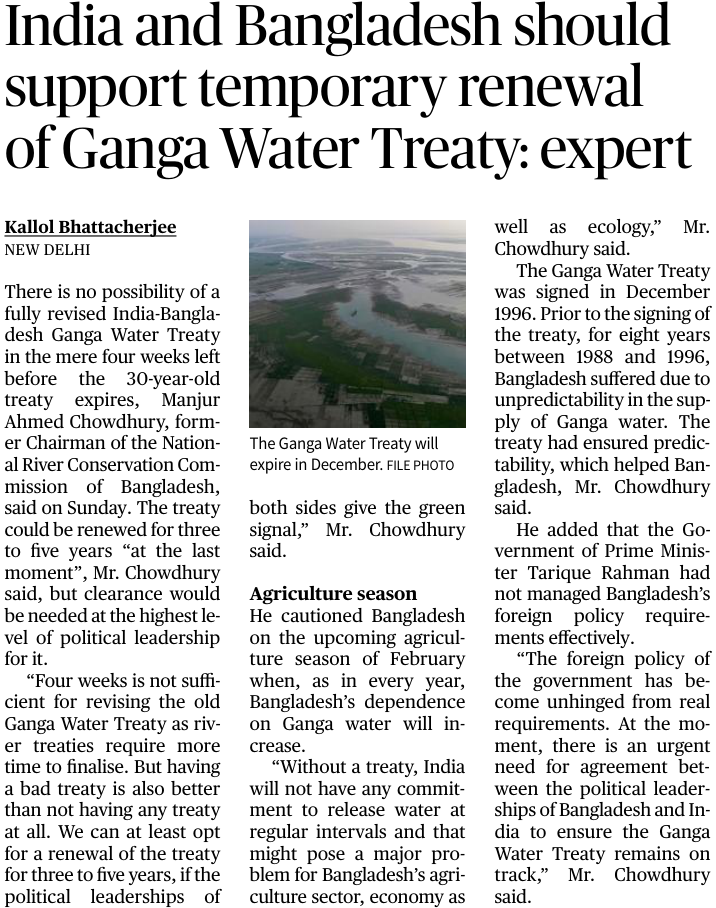 India and Bangladesh should
support temporary renewal
of Ganga Water Treaty: expert
Kallol Bhattacherjee
NEW DELHI
There is no possibility of a
fully revised India-Bangla-
desh Ganga Water Treaty
in the mere four weeks left
before the 30-year-old
treaty expires, Manjur
Ahmed Chowdhury, form-
er Chairman of the Nation-
al River Conservation Com-
mission of Bangladesh,
said on Sunday. The treaty
could be renewed for three
to five years “at the last
moment”, Mr. Chowdhury
said, but clearance would
be needed at the highest le-
vel of political leadership
for it.
“Four weeks is not suffi-
cient for revising the old
Ganga Water Treaty as riv-
er treaties require more
time to finalise. But having
a bad treaty is also better
than not having any treaty
at all. We can at least opt
for a renewal of the treaty
for three to five years, if the
political leaderships of
The Ganga Water Treaty will
expire in December. FILE PHOTO
both sides give the green
signal,” Mr. Chowdhury
said.
Agriculture season
He cautioned Bangladesh
on the upcoming agricul-
ture season of February
when, as in every year,
Bangladesh’s dependence
on Ganga water will in-
crease.
“Without a treaty, India
will not have any commit-
ment to release water at
regular intervals and that
might pose a major pro-
blem for Bangladesh’s agri-
culture sector, economy as
well as ecology,” Mr.
Chowdhury said.
The Ganga Water Treaty
was signed in December
1996. Prior to the signing of
the treaty, for eight years
between 1988 and 1996,
Bangladesh suffered due to
unpredictability in the sup-
ply of Ganga water. The
treaty had ensured predic-
tability, which helped Ban-
gladesh, Mr. Chowdhury
said.
He added that the Go-
vernment of Prime Minis-
ter Tarique Rahman had
not managed Bangladesh’s
foreign policy require-
ments effectively.
“The foreign policy of
the government has be-
come unhinged from real
requirements. At the mo-
ment, there is an urgent
need for agreement bet-
ween the political leader-
ships of Bangladesh and In-
dia to ensure the Ganga
Water Treaty remains on
track,” Mr. Chowdhury
said.